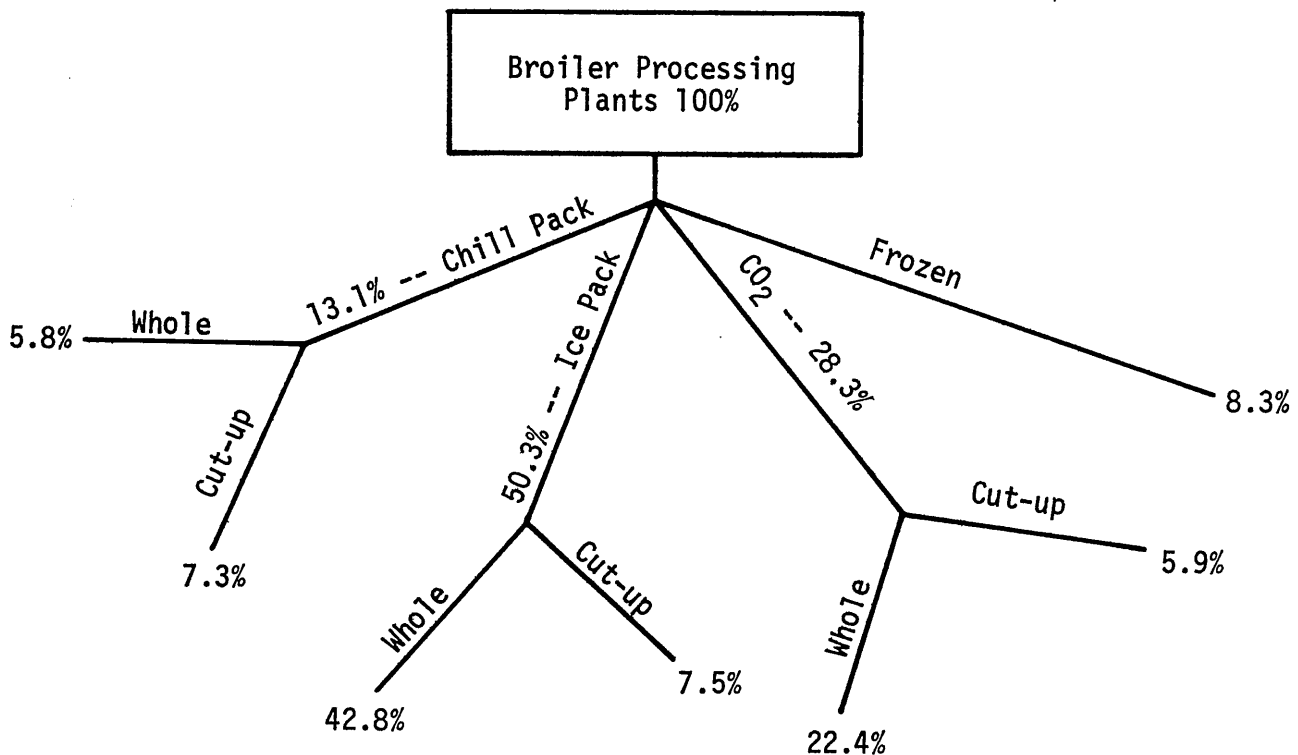 Broiler Processing
Plants 100%
13.1% -- Chill Pack
50.3% -- Ice Pack
CO₂ -- 28.3%
Frozen
8.3%
Whole
5.8%
Cut-up
7.3%
Whole
42.8%
Cut-up
7.5%
Whole
22.4%
Cut-up
5.9%